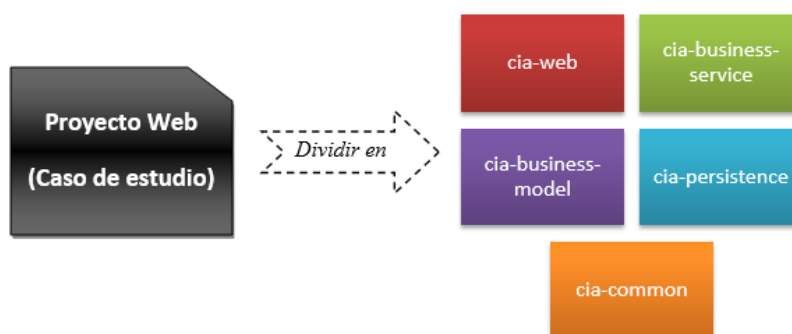 Proyecto Web
(Caso de estudio)
Dividir en
cia-web
cia-business-
service
cia-business-
model
cia-persistence
cia-common